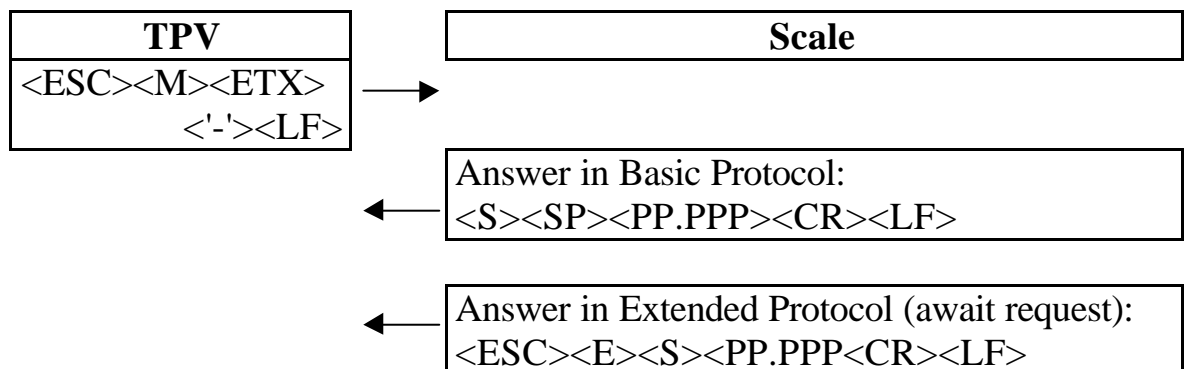 TPV
Scale
<ESC><M><ETX>
<'-'><LF>
Answer in Basic Protocol:
<S><SP><PP.PPP><CR><LF>
Answer in Extended Protocol (await request):
<ESC><E><S><PP.PPP<CR><LF>